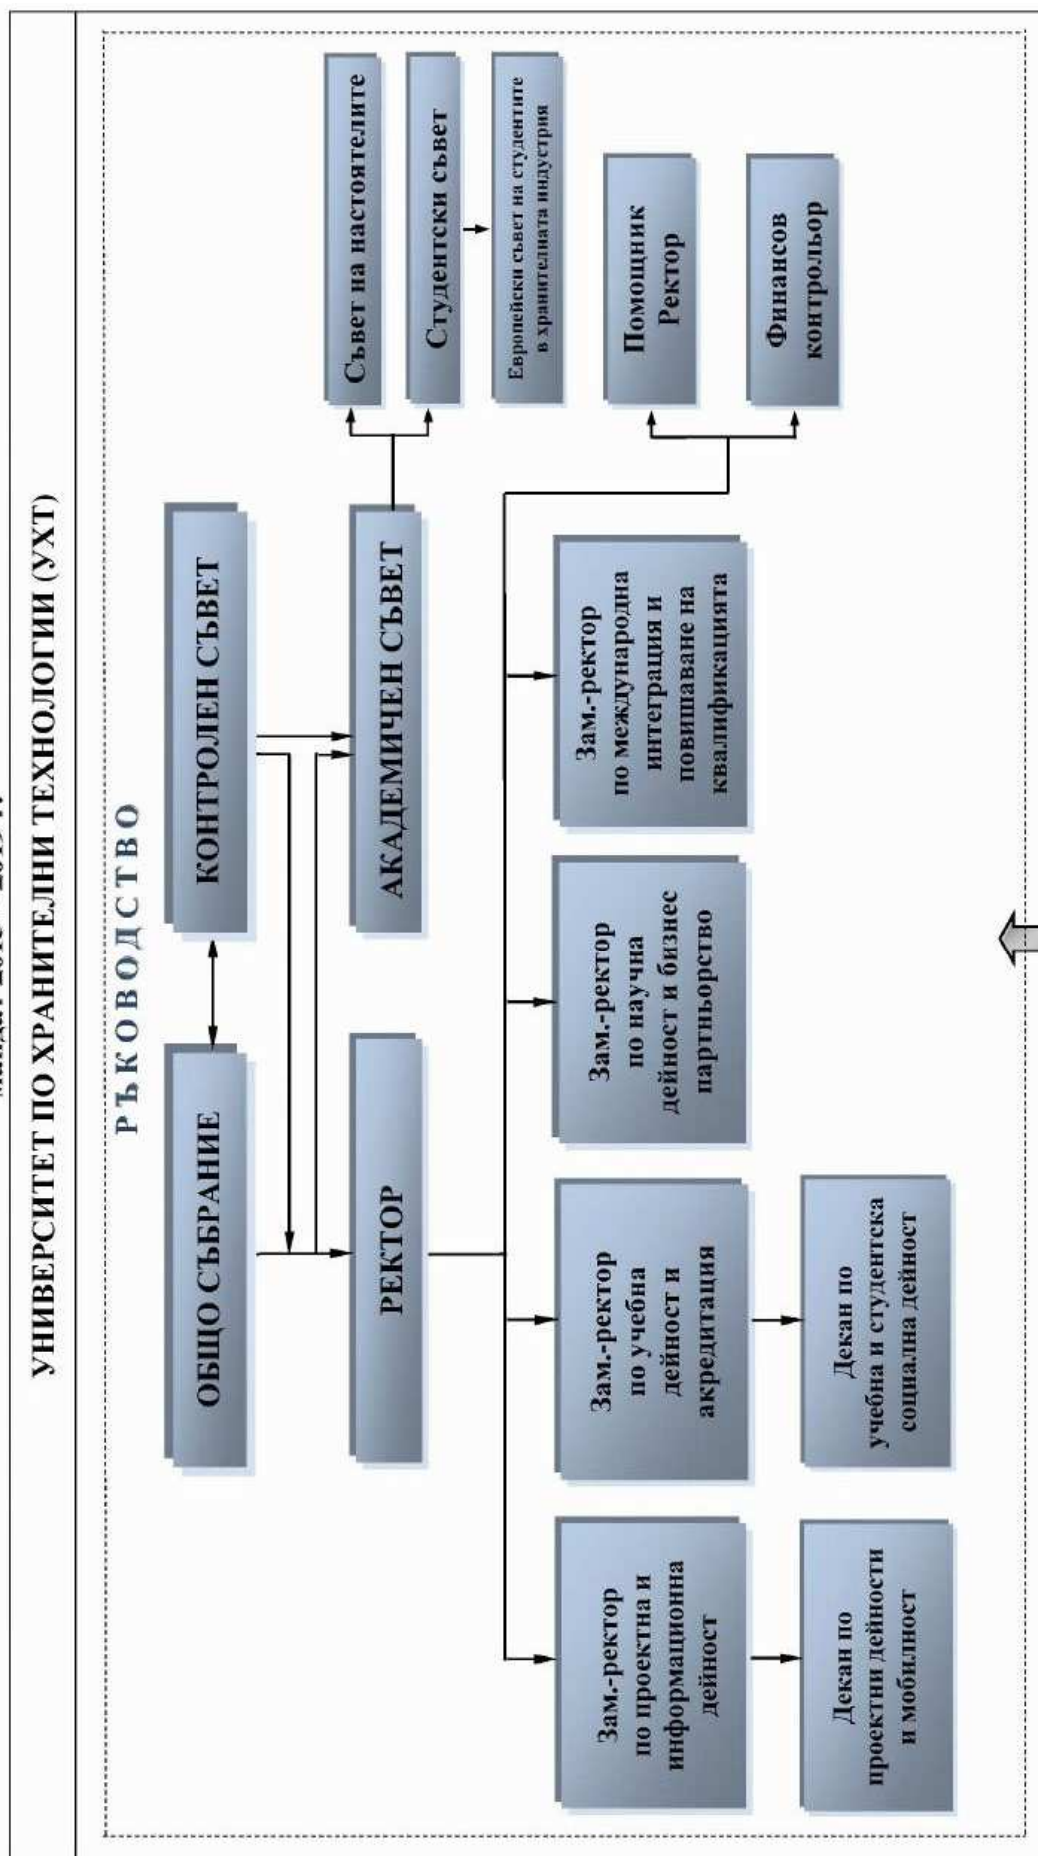 УНИВЕРСИТЕТ ПО ХРАНИТЕЛНИ ТЕХНОЛОГИИ (УХТ)
РЪКОВОДСТВО
ОБЩО СЪБРАНИЕ
КОНТРОЛЕН СЪВЕТ
РЕКТОР
АКАДЕМИЧЕН СЪВЕТ
Съвет на настоятелите
Студентски съвет
Европейски съвет на студентите
в хранителната индустрия
Помощник
Ректор
Финансов
контрольор
Зам.-ректор
по проектна и
информационна
дейност
Зам.-ректор
по учебна
дейност и
акредитация
Зам.-ректор
по научна
дейност и бизнес
партньорство
Зам.-ректор
по международна
интеграция и
повишаване на
квалификацията
Декан по
проектни дейности
и мобилност
Декан по
учебна и студентска
социална дейност